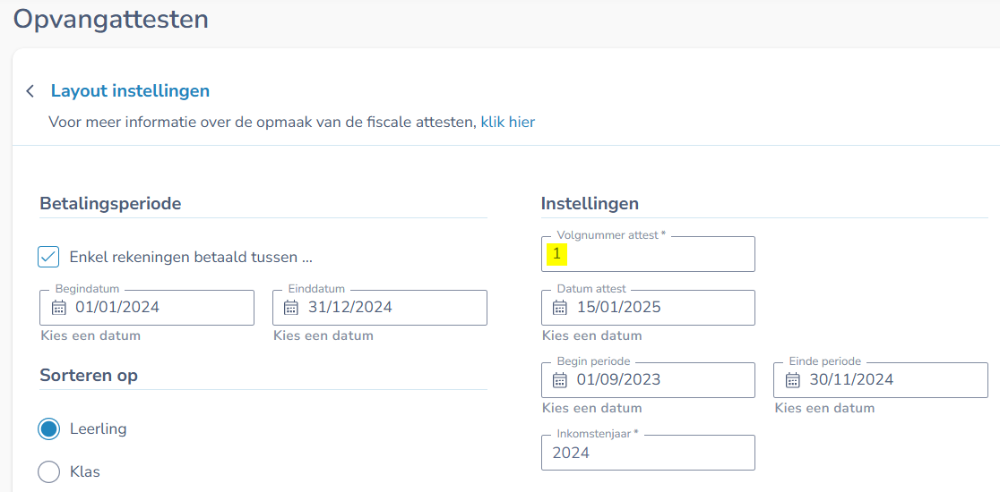 Opvangattesten
Layout instellingen
Voor meer informatie over de opmaak van de fiscale attesten, klik hier
Betalingsperiode
Enkel rekeningen betaald tussen ...
Begindatum
01/01/2024
Kies een datum
Einddatum
31/12/2024
Kies een datum
Sorteren op
Leerling
Klas
Instellingen
Volgnummer attest *
1
Datum attest
15/01/2025
Kies een datum
Begin periode
01/09/2023
Kies een datum
Einde periode
30/11/2024
Kies een datum
Inkomstenjaar *
2024